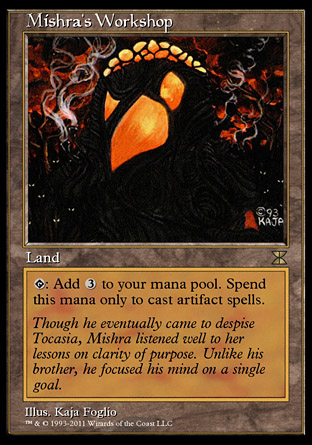 Mishra's Workshop
©93
KAJA
Land
: Add 3 to your mana pool. Spend
this mana only to cast artifact spells.
Though he eventually came to despise
Tocasia, Mishra listened well to her
lessons on clarity of purpose. Unlike his
brother, he focused his mind on a single
goal.
Illus. Kaja Foglio
™ & © 1993-2011 Wizards of the Coast LLC